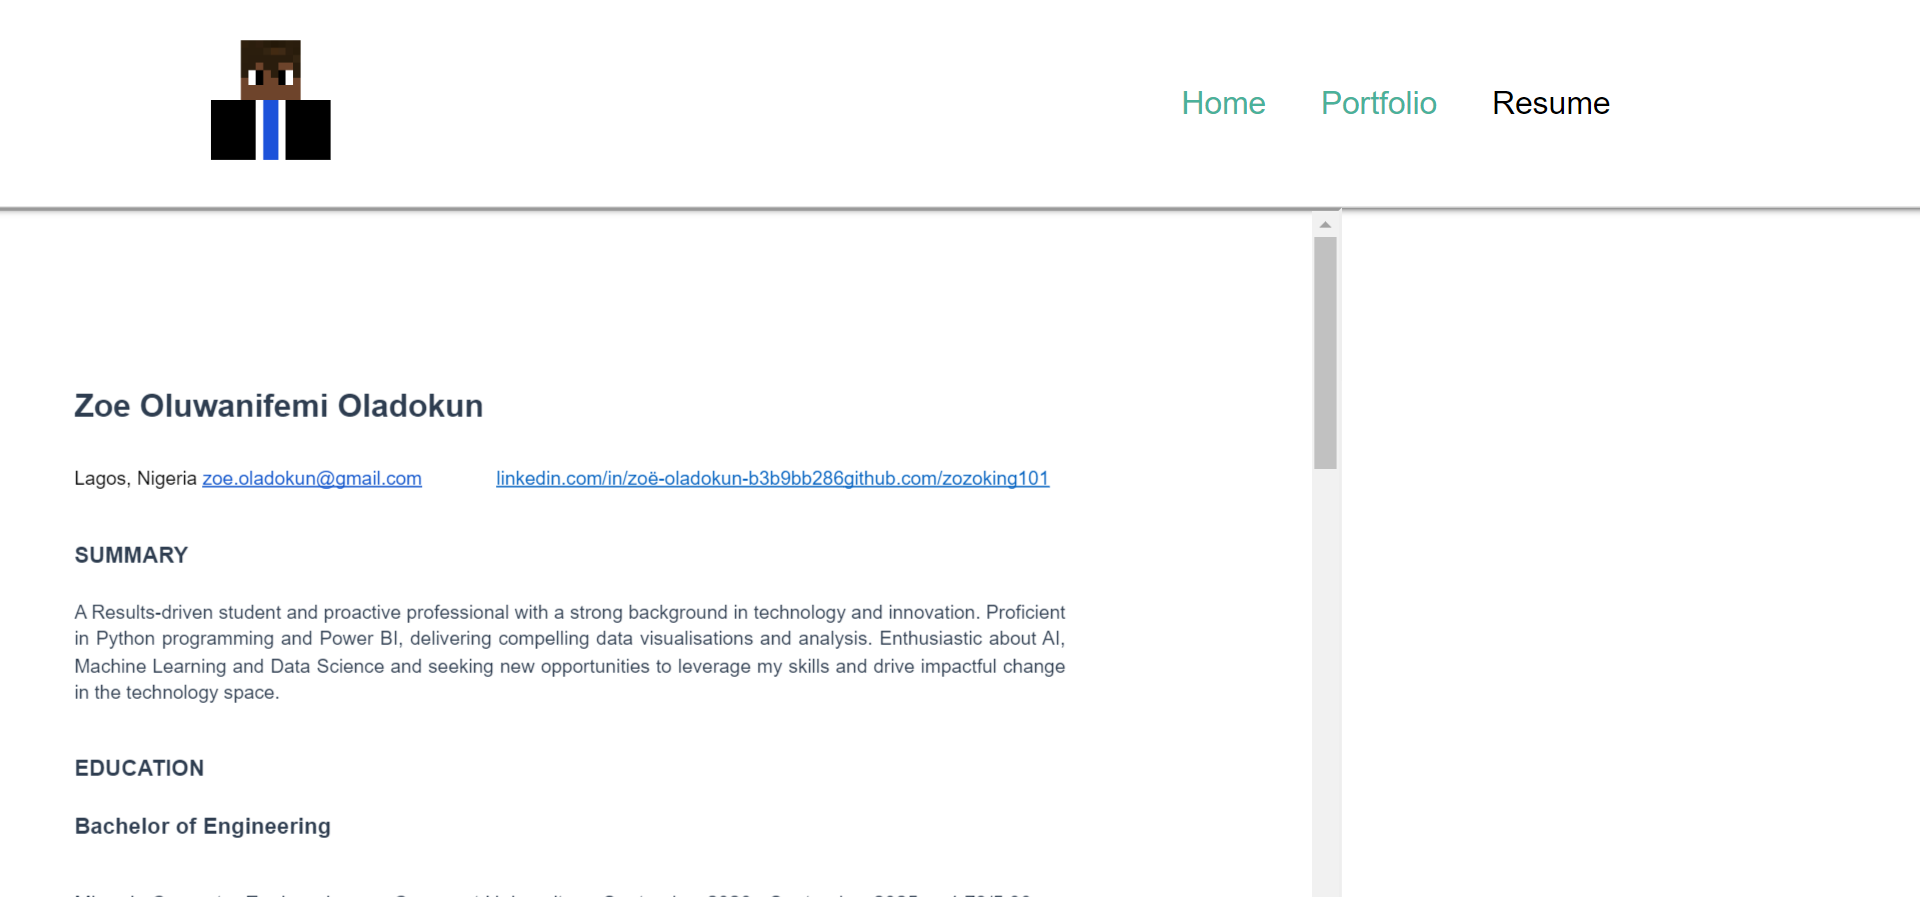 Home Portfolio Resume
Zoe Oluwanifemi Oladokun
Lagos, Nigeria zoe.oladokun@gmail.com linkedin.com/in/zoë-oladokun-b3b9bb286github.com/zozoking101
SUMMARY
A Results-driven student and proactive professional with a strong background in technology and innovation. Proficient
in Python programming and Power BI, delivering compelling data visualisations and analysis. Enthusiastic about AI,
Machine Learning and Data Science and seeking new opportunities to leverage my skills and drive impactful change
in the technology space.
EDUCATION
Bachelor of Engineering